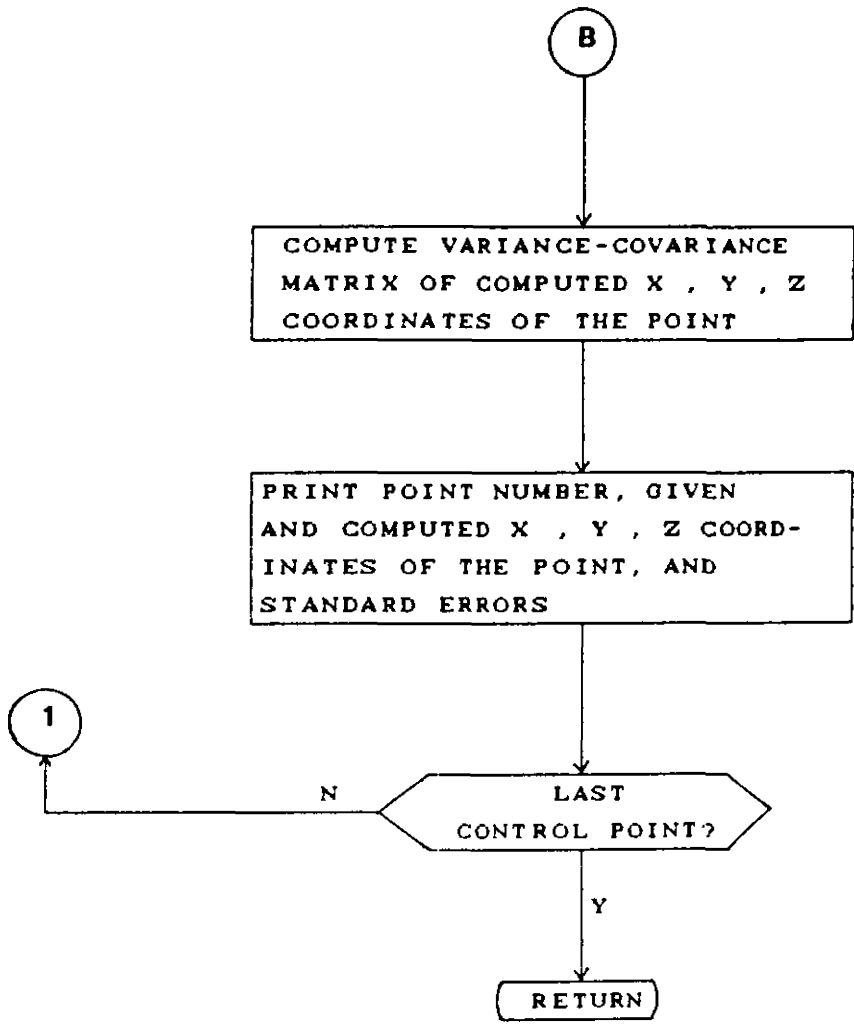 B
COMPUTE VARIANCE-COVARIANCE
MATRIX OF COMPUTED X , Y , Z
COORDINATES OF THE POINT
PRINT POINT NUMBER, GIVEN
AND COMPUTED X , Y , Z COORD-
INATES OF THE POINT, AND
STANDARD ERRORS
1
N
LAST
CONTROL POINT?
Y
RETURN